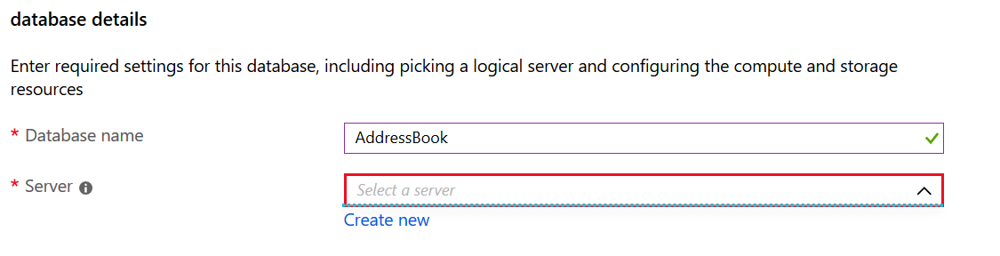 database details
Enter required settings for this database, including picking a logical server and configuring the compute and storage
resources
* Database name
AddressBook
* Server
Select a server
Create new